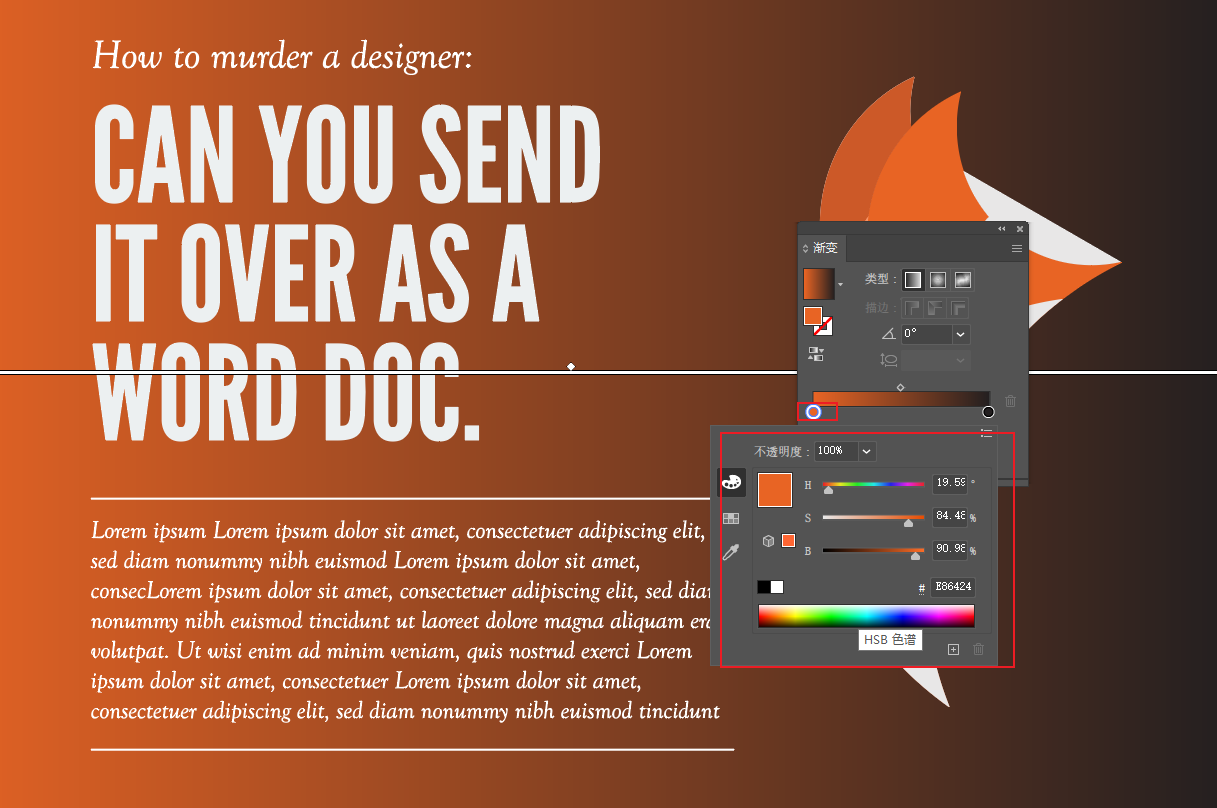 How to murder a designer:
CAN YOU SEND
IT OVER AS A
WORD DOC.
Lorem ipsum Lorem ipsum dolor sit amet, consectetuer adipiscing elit,
sed diam nonummy nibh euismod Lorem ipsum dolor sit amet,
consecLorem ipsum dolor sit amet, consectetuer adipiscing elit, sed
nonummy nibh euismod tincidunt ut laoreet dolore magna aliquam
volutpat. Ut wisi enim ad minim veniam, quis nostrud exerci Lorem
ipsum dolor sit amet, consectetuer Lorem ipsum dolor sit amet,
consectetuer adipiscing elit, sed diam nonummy nibh euismod tincidunt
渐变
类型：
描边：
0°
不透明度： 100%
H 19.59 °
S 84.48 %
B 90.98 %
# E86424
HSB 色谱